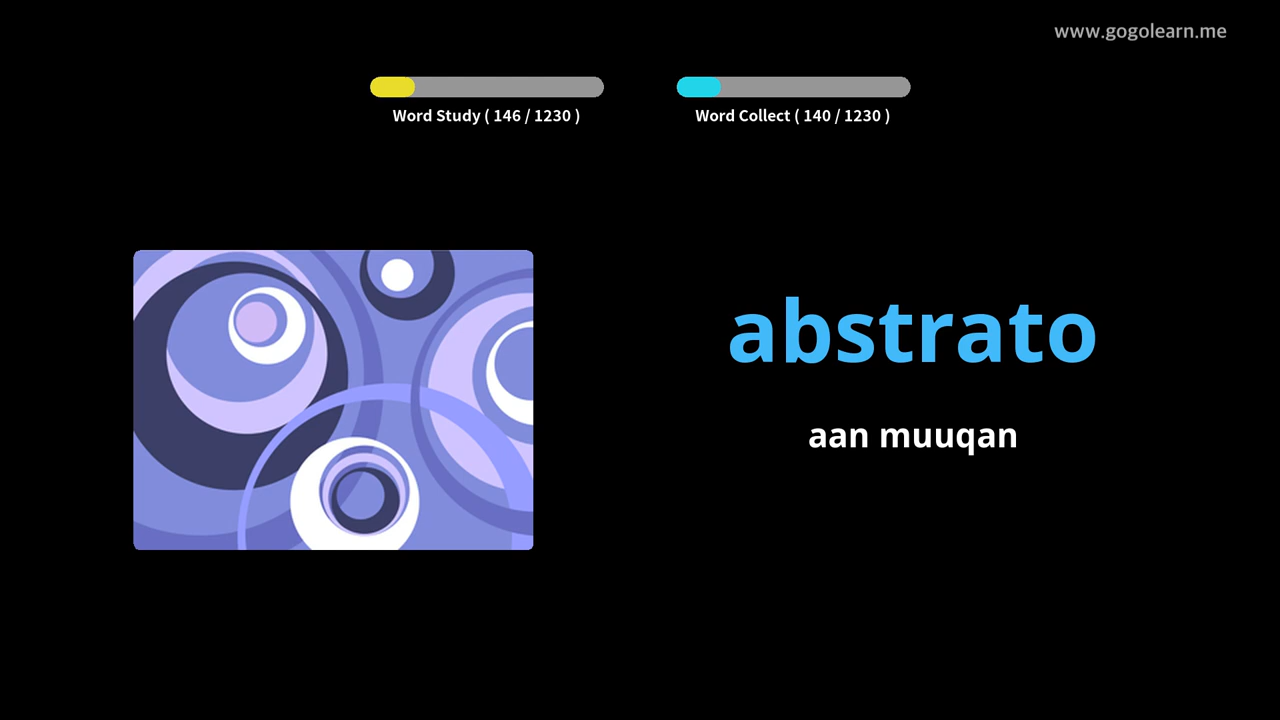 www.gogolearn.me
Word Study ( 146 / 1230 )
Word Collect ( 140 / 1230 )
abstrato
aan muuqan